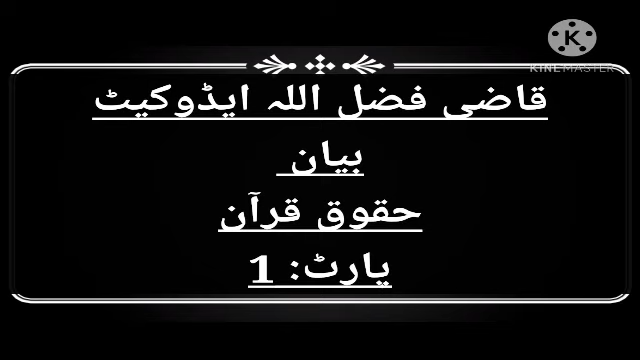 K
KINEMASTER
قاضی فضل اللہ ایڈوکیٹ
بیان
حقوق قرآن
پارٹ: 1